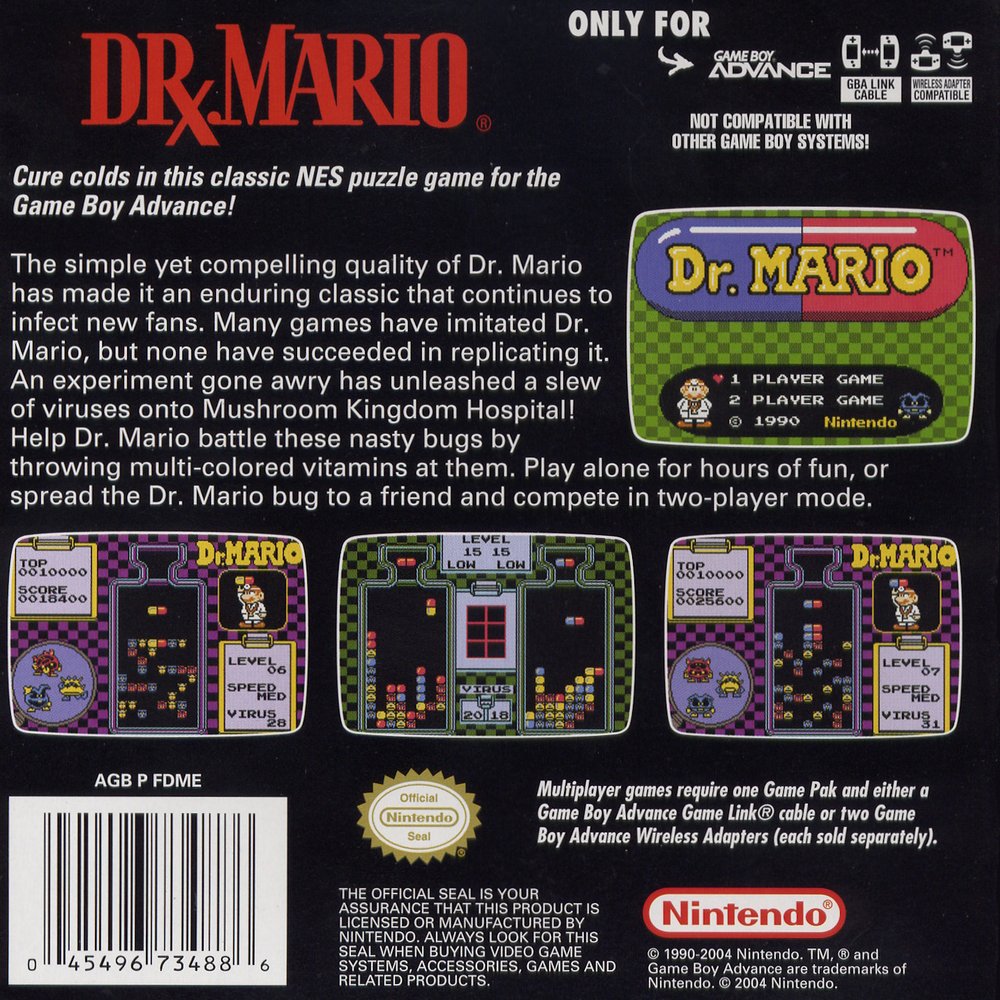 DRx.MARIO®
ONLY FOR
GAME BOY
ADVANCE
GBA LINK
CABLE
WIRELESS ADAPTER
COMPATIBLE
NOT COMPATIBLE WITH
OTHER GAME BOY SYSTEMS!
Cure colds in this classic NES puzzle game for the
Game Boy Advance!
The simple yet compelling quality of Dr. Mario
has made it an enduring classic that continues to
infect new fans. Many games have imitated Dr.
Mario, but none have succeeded in replicating it.
An experiment gone awry has unleashed a slew
of viruses onto Mushroom Kingdom Hospital!
Help Dr. Mario battle these nasty bugs by
throwing multi-colored vitamins at them. Play alone for hours of fun, or
spread the Dr. Mario bug to a friend and compete in two-player mode.
Dr. MARIO™
1 PLAYER GAME
2 PLAYER GAME
© 1990 Nintendo
Dr.MARIO
TOP
0010000
SCORE
0018400
LEVEL
06
SPEED
MED
VIRUS
28
LEVEL
15 15
LOW LOW
VIRUS
20 18
Dr.MARIO
TOP
0010000
SCORE
0025600
LEVEL
07
SPEED
MED
VIRUS
31
AGB P FDME
0 45496 73488 6
Official
Nintendo
Seal
THE OFFICIAL SEAL IS YOUR
ASSURANCE THAT THIS PRODUCT IS
LICENSED OR MANUFACTURED BY
NINTENDO. ALWAYS LOOK FOR THIS
SEAL WHEN BUYING VIDEO GAME
SYSTEMS, ACCESSORIES, GAMES AND
RELATED PRODUCTS.
Multiplayer games require one Game Pak and either a
Game Boy Advance Game Link® cable or two Game
Boy Advance Wireless Adapters (each sold separately).
Nintendo®
© 1990-2004 Nintendo. TM, ® and
Game Boy Advance are trademarks of
Nintendo. © 2004 Nintendo.